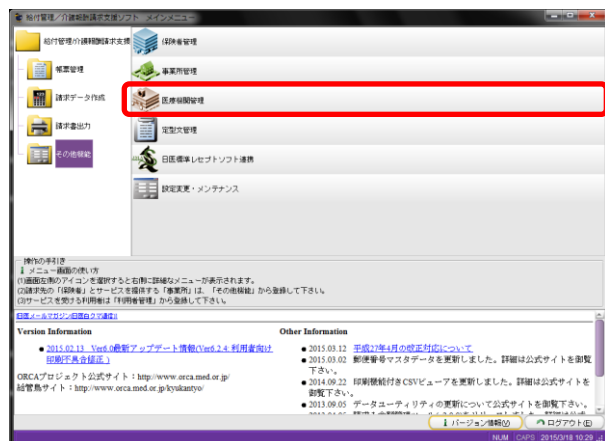 給付管理／介護報酬請求支援ソフト メインメニュー
給付管理/介護報酬請求支援
帳票管理
請求データ作成
請求書出力
その他機能
保険者管理
事業所管理
医療機関管理
定型文管理
日医標準レセプトソフト連携
設定変更・メンテナンス
操作の手引き
メニュー画面の使い方
(1)画面左側のアイコンを選択すると右側に詳細なメニューが表示されます。
(2)請求先の「保険者」とサービスを提供する「事業所」は、「その他機能」から登録して下さい。
(3)サービスを受ける利用者は「利用者管理」から登録して下さい。
日医メールマガジン(日医白クマ通信)!
Version Information
● 2015.02.13 Ver6.0最新アップデート情報(Ver6.2.4: 利用者向け
印刷不具合修正)
ORCAプロジェクト公式サイト：http://www.orca.med.or.jp/
給管鳥サイト：http://www.orca.med.or.jp/kyukantyo/
Other Information
● 2015.03.12 平成27年4月の改正対応について
● 2015.03.02 郵便番号マスタデータを更新しました。詳細は公式サイトを御覧
下さい。
● 2014.09.22 印刷機能付きCSVビューアを更新しました。詳細は公式サイトを
御覧下さい。
● 2013.09.05 データユーティリティの更新について公式サイトを御覧下さい。
バージョン情報(V)
ログアウト(E)
NUM CAPS 2015/3/18 10:29